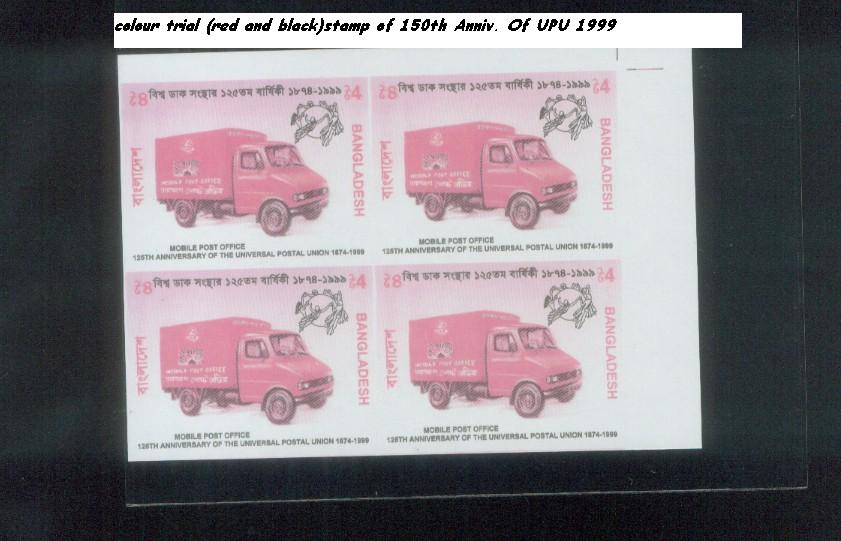 colour trial (red and black)stamp of 150th Anniv. Of UPU 1999
৪ বিশ্ব ডাক সংস্থার ১২৫তম বার্ষিকী ১৮৭৪-১৯৯৯ 4
বাংলাদেশ
BANGLADESH
MOBILE POST OFFICE
MOBILE POST OFFICE
125TH ANNIVERSARY OF THE UNIVERSAL POSTAL UNION 1874-1999
৪ বিশ্ব ডাক সংস্থার ১২৫তম বার্ষিকী ১৮৭৪-১৯৯৯ 4
বাংলাদেশ
BANGLADESH
MOBILE POST OFFICE
MOBILE POST OFFICE
125TH ANNIVERSARY OF THE UNIVERSAL POSTAL UNION 1874-1999
৪ বিশ্ব ডাক সংস্থার ১২৫তম বার্ষিকী ১৮৭৪-১৯৯৯ 4
বাংলাদেশ
BANGLADESH
MOBILE POST OFFICE
MOBILE POST OFFICE
125TH ANNIVERSARY OF THE UNIVERSAL POSTAL UNION 1874-1999
৪ বিশ্ব ডাক সংস্থার ১২৫তম বার্ষিকী ১৮৭৪-১৯৯৯ 4
বাংলাদেশ
BANGLADESH
MOBILE POST OFFICE
MOBILE POST OFFICE
125TH ANNIVERSARY OF THE UNIVERSAL POSTAL UNION 1874-1999